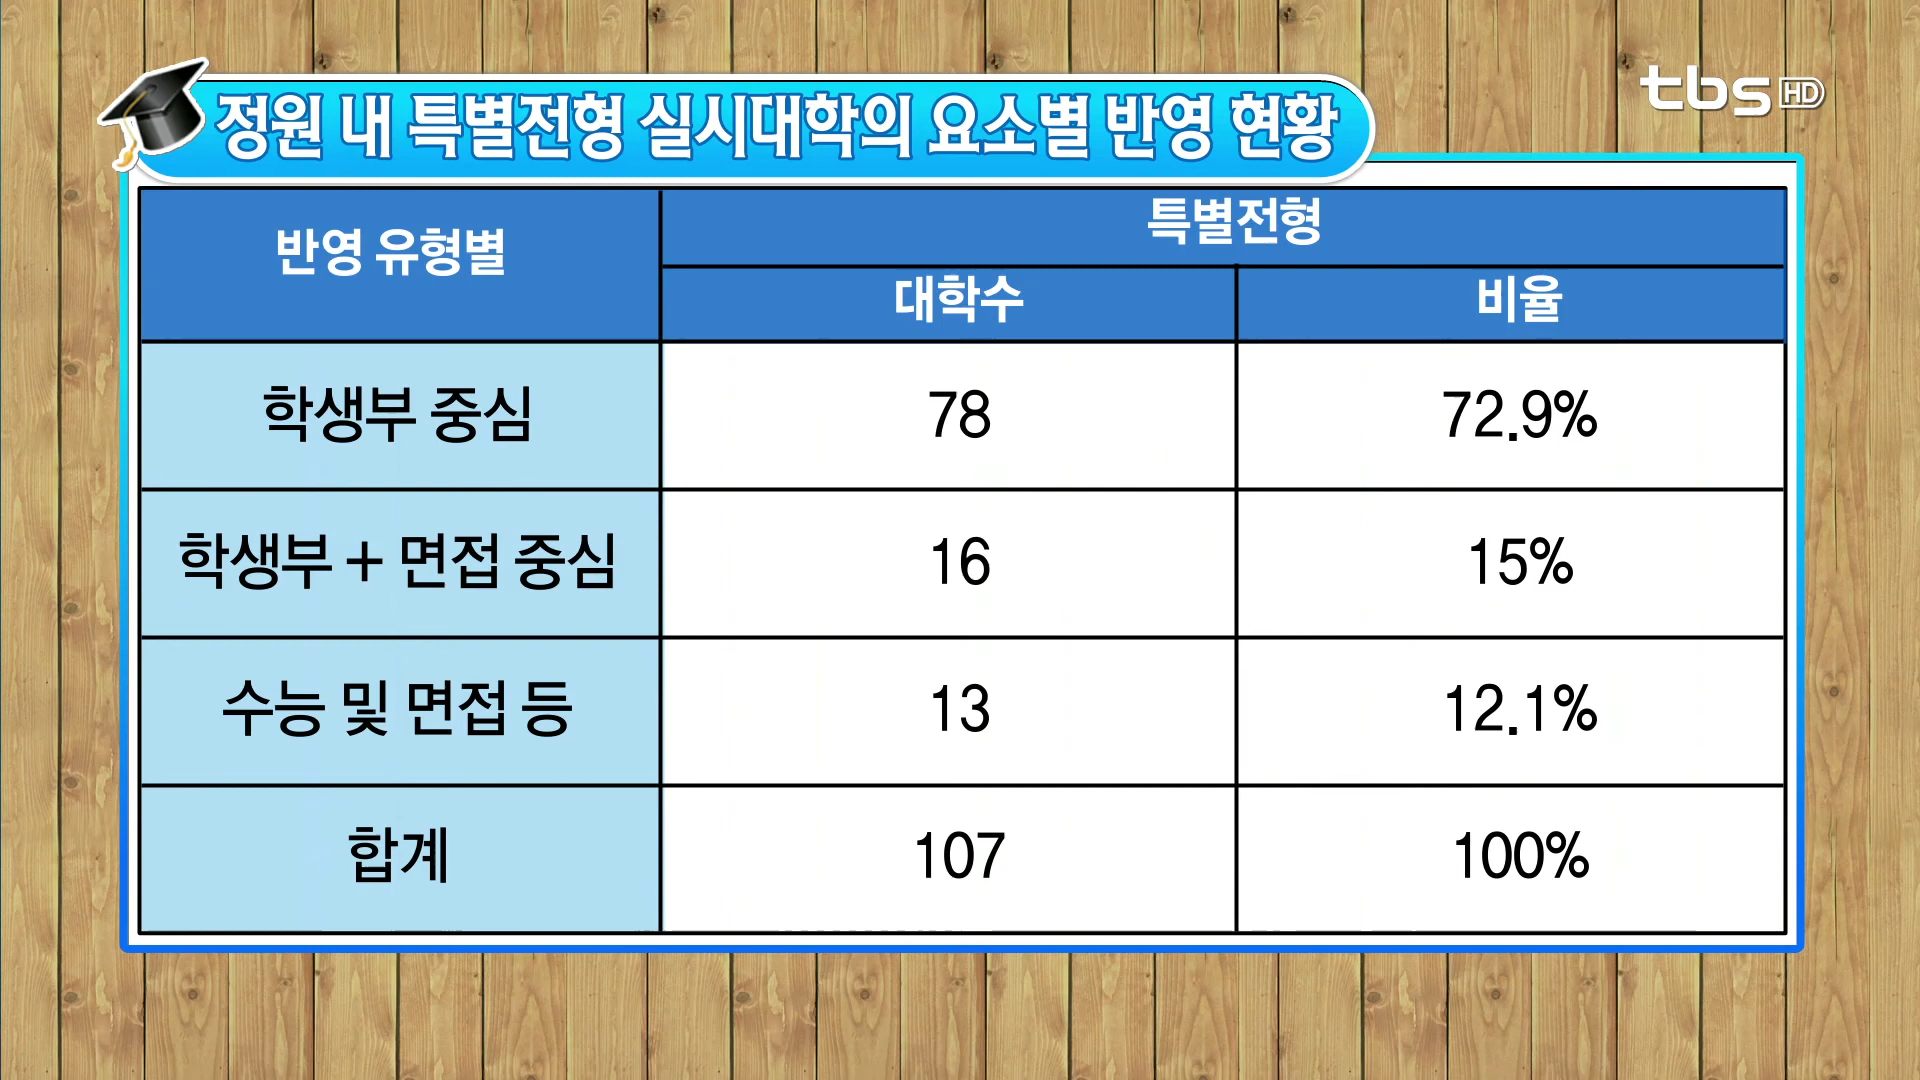 정원 내 특별전형 실시대학의 요소별 반영 현황
tbs HD
반영 유형별
특별전형
대학수
비율
학생부 중심
78
72.9%
학생부 + 면접 중심
16
15%
수능 및 면접 등
13
12.1%
합계
107
100%